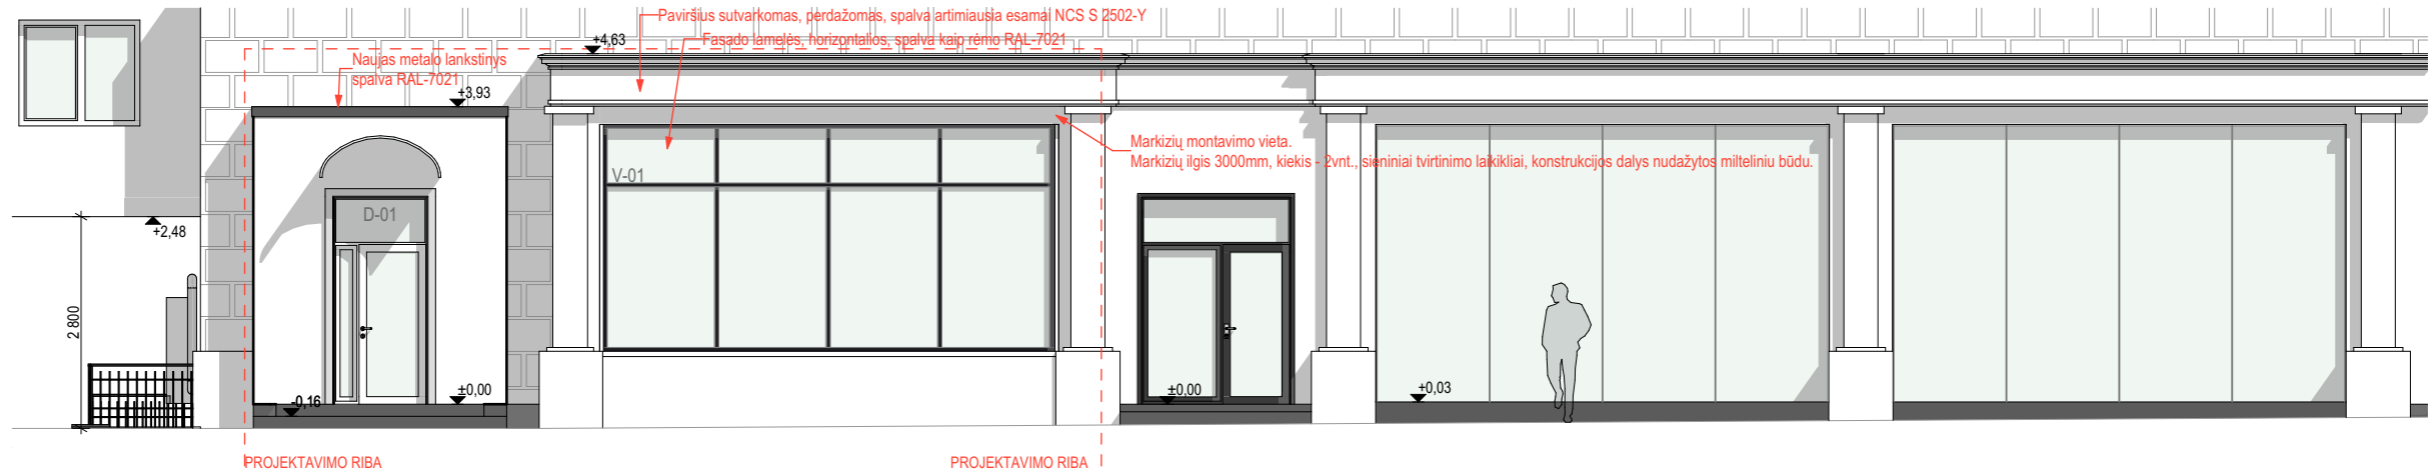 Paviršius sutvarkomas, perdažomas, spalva artimiausia esamai NCS S 2502-Y
+4,63
Fasado lamelės, horizontalios, spalva kaip rėmo RAL-7021
Naujas metalo lankstinys
spalva RAL-7021
+3,93
Markizių montavimo vieta.
Markizių ilgis 3000mm, kiekis - 2vnt., sieniniai tvirtinimo laikikliai, konstrukcijos dalys nudažytos milteliniu būdu.
V-01
D-01
+2,48
2 800
-0,16
±0,00
±0,00
+0,03
PROJEKTAVIMO RIBA
PROJEKTAVIMO RIBA